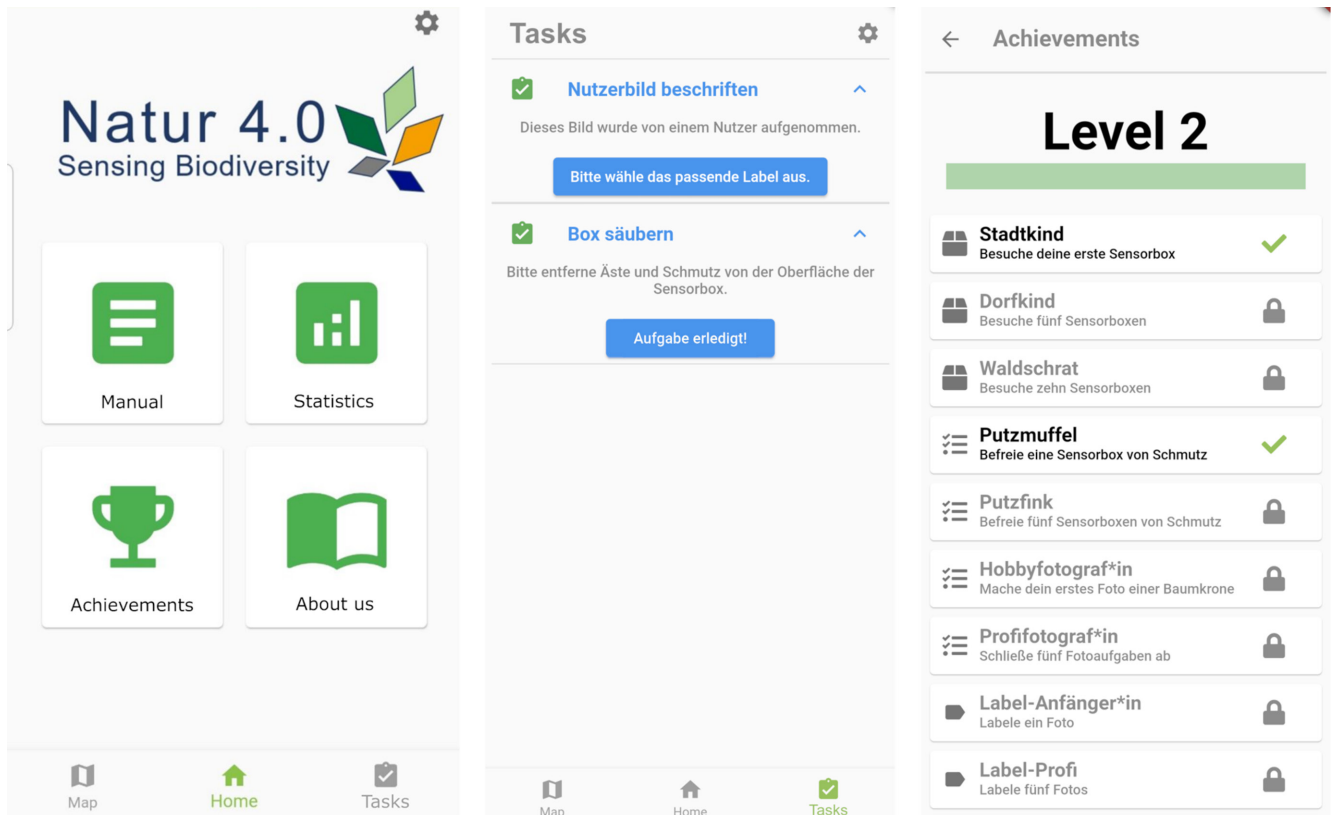 Natur 4.0
Sensing Biodiversity
Manual
Statistics
Achievements
About us
Map
Home
Tasks
Tasks
Nutzerbild beschriften
Dieses Bild wurde von einem Nutzer aufgenommen.
Bitte wähle das passende Label aus.
Box säubern
Bitte entferne Äste und Schmutz von der Oberfläche der
Sensorbox.
Aufgabe erledigt!
Map
Home
Tasks
Achievements
Level 2
Stadtkind
Besuche deine erste Sensorbox
Dorfkind
Besuche fünf Sensorboxen
Waldschrat
Besuche zehn Sensorboxen
Putzmuffel
Befreie eine Sensorbox von Schmutz
Putzfink
Befreie fünf Sensorboxen von Schmutz
Hobbyfotograf*in
Mache dein erstes Foto einer Baumkrone
Profifotograf*in
Schließe fünf Fotoaufgaben ab
Label-Anfänger*in
Labele ein Foto
Label-Profi
Labele fünf Fotos